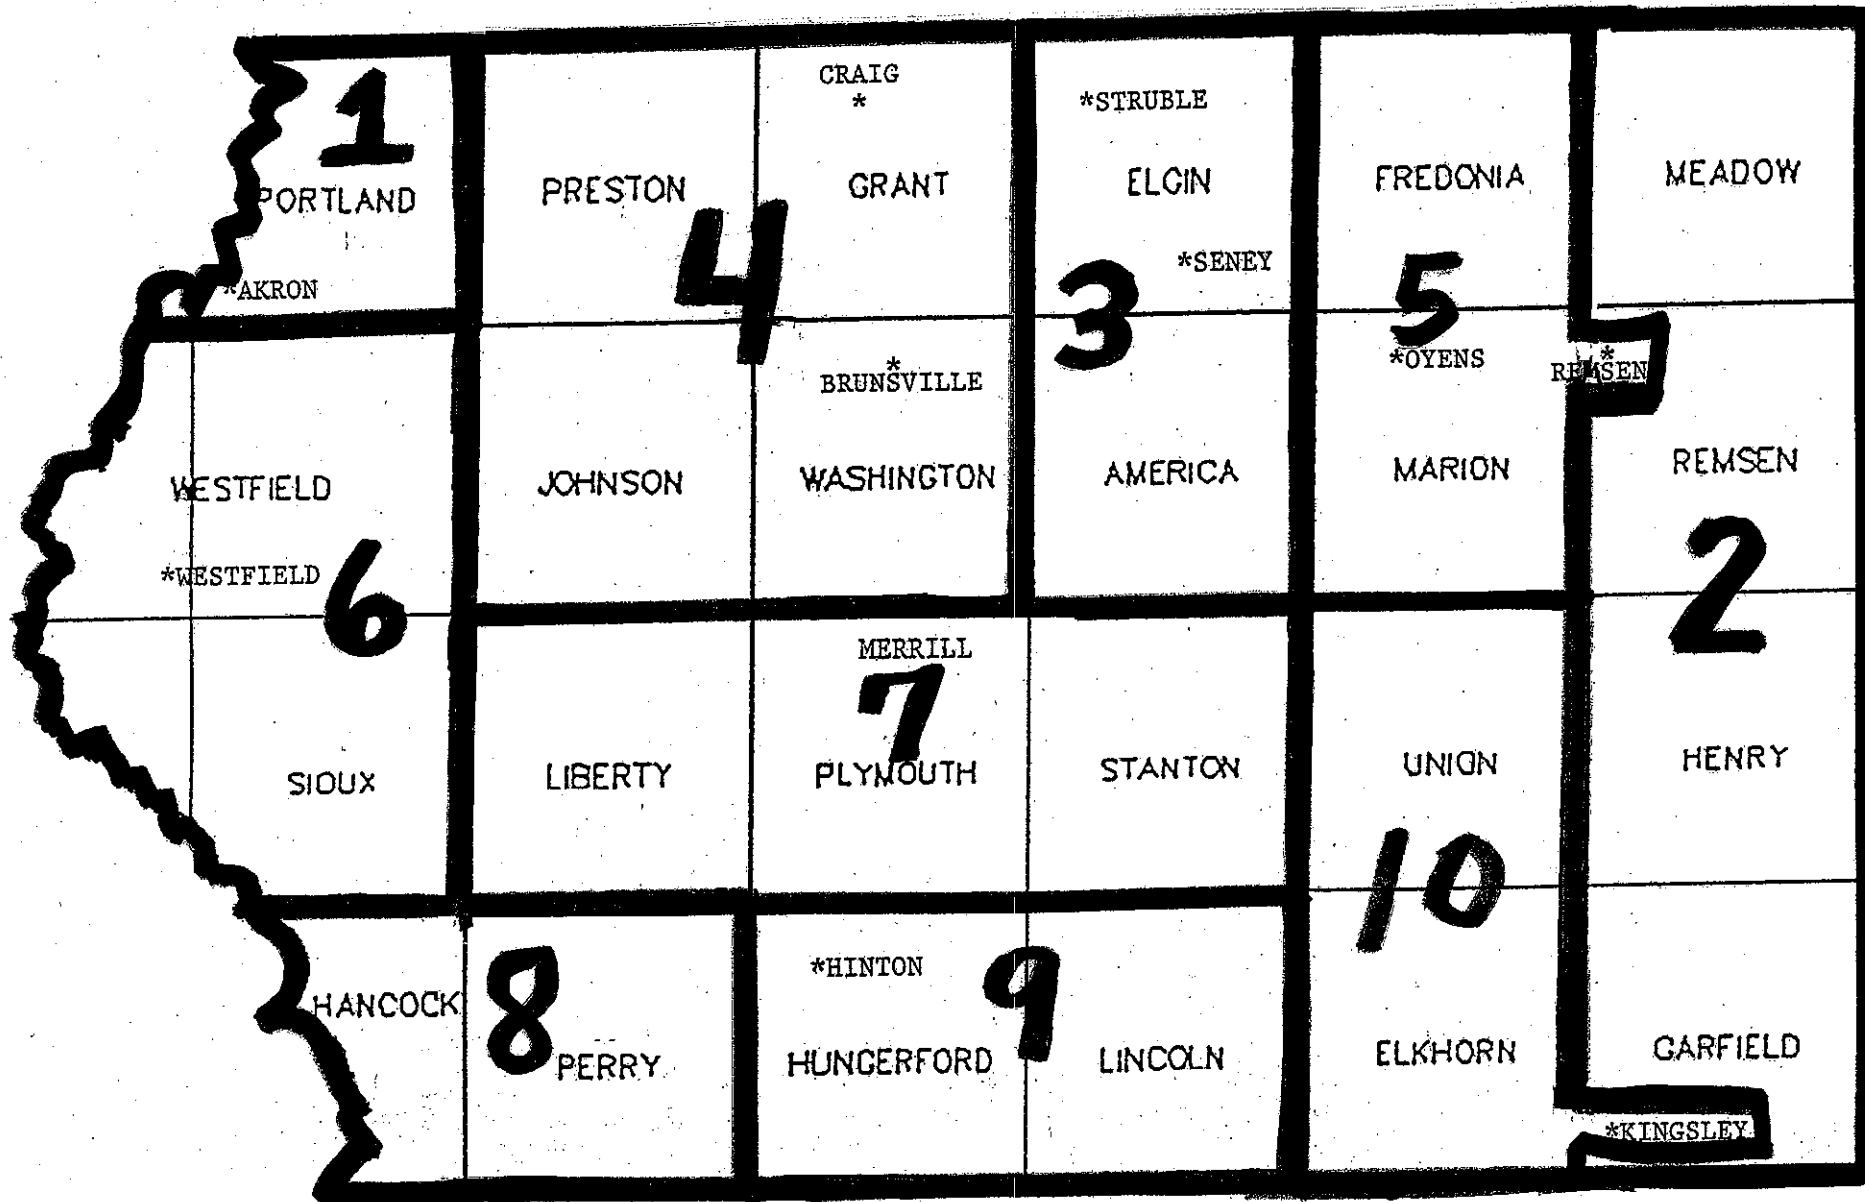 CRAIG
*
*STRUBLE
1
PORTLAND
PRESTON
GRANT
ELGIN
FREDONIA
MEADOW
4
*SENEY
3
5
*AKRON
*OYENS
*
REMSEN
*
BRUNSVILLE
WESTFIELD
JOHNSON
WASHINGTON
AMERICA
MARION
REMSEN
*WESTFIELD
6
2
MERRILL
7
SIOUX
LIBERTY
PLYMOUTH
STANTON
UNION
HENRY
10
*HINTON
HANCOCK
8
9
PERRY
HUNGERFORD
LINCOLN
ELKHORN
GARFIELD
*KINGSLEY